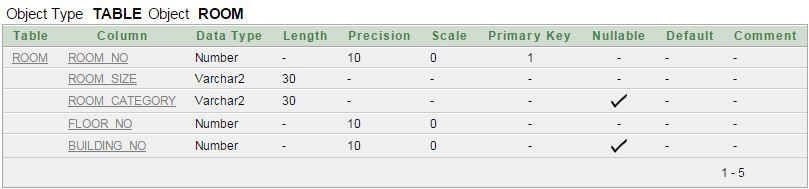 Object Type TABLE Object ROOM
Table Column Data Type Length Precision Scale Primary Key Nullable Default Comment
ROOM ROOM_NO Number - 10 0 1 - - -
ROOM_SIZE Varchar2 30 - - - - - -
ROOM_CATEGORY Varchar2 30 - - - ✓ - -
FLOOR_NO Number - 10 0 - - - -
BUILDING_NO Number - 10 0 - ✓ - -
1 - 5